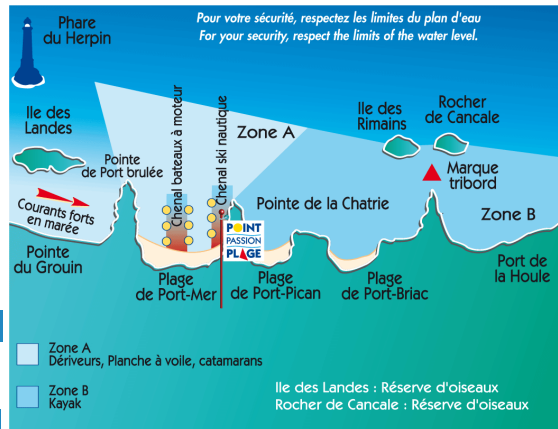 Phare
du Herpin
Pour votre sécurité, respectez les limites du plan d'eau
For your security, respect the limits of the water level.
Ile des
Landes
Chenal bateaux à moteur
Chenal ski nautique
Zone A
Ile des
Rimains
Rocher
de Cancale
Pointe
de Port brulée
Marque
tribord
Courants forts
en marée
Pointe de la Chatrie
Zone B
POINT
PASSION
PLAGE
Pointe
du Grouin
Plage
de Port-Mer
Plage
de Port-Pican
Plage
de Port-Briac
Port de
la Houle
Zone A
Dériveurs, Planche à voile, catamarans
Zone B
Kayak
Ile des Landes : Réserve d'oiseaux
Rocher de Cancale : Réserve d'oiseaux